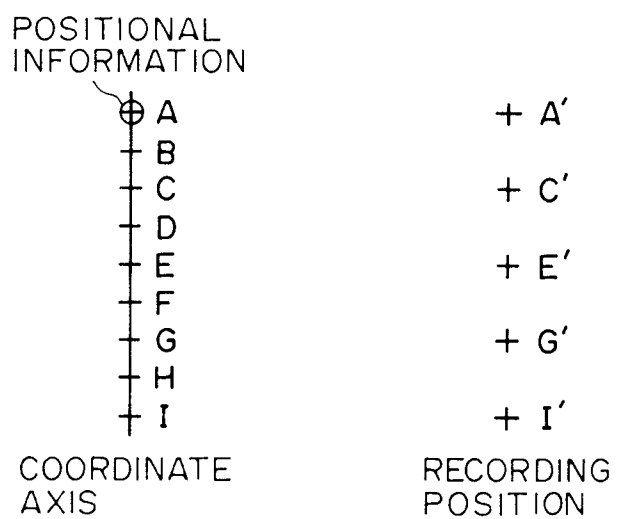 POSITIONAL
INFORMATION
A
B
C
D
E
F
G
H
I
COORDINATE
AXIS
A′
C′
E′
G′
I′
RECORDING
POSITION